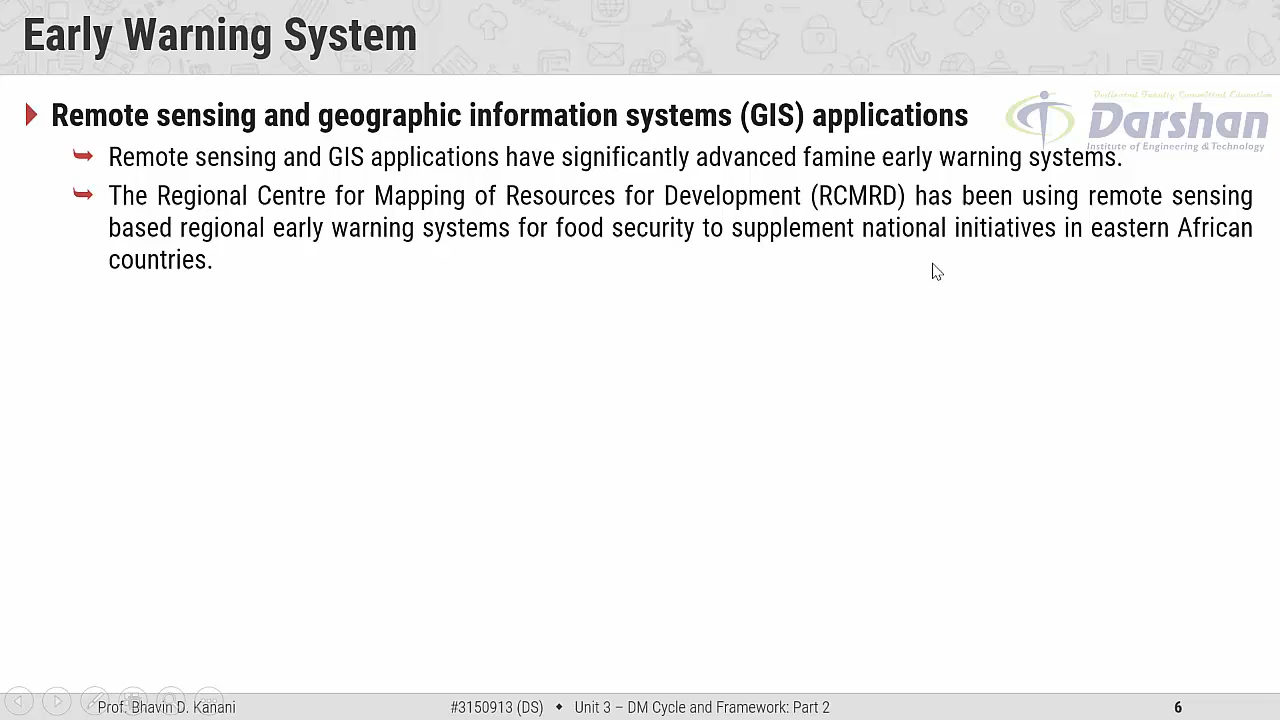 Early Warning System
Remote sensing and geographic information systems (GIS) applications
Darshan
Institute of Engineering & Technology
Remote sensing and GIS applications have significantly advanced famine early warning systems.
The Regional Centre for Mapping of Resources for Development (RCMRD) has been using remote sensing
based regional early warning systems for food security to supplement national initiatives in eastern African
countries.
Prof. Bhavin D. Kanani
#3150913 (DS) ◆ Unit 3 – DM Cycle and Framework: Part 2
6